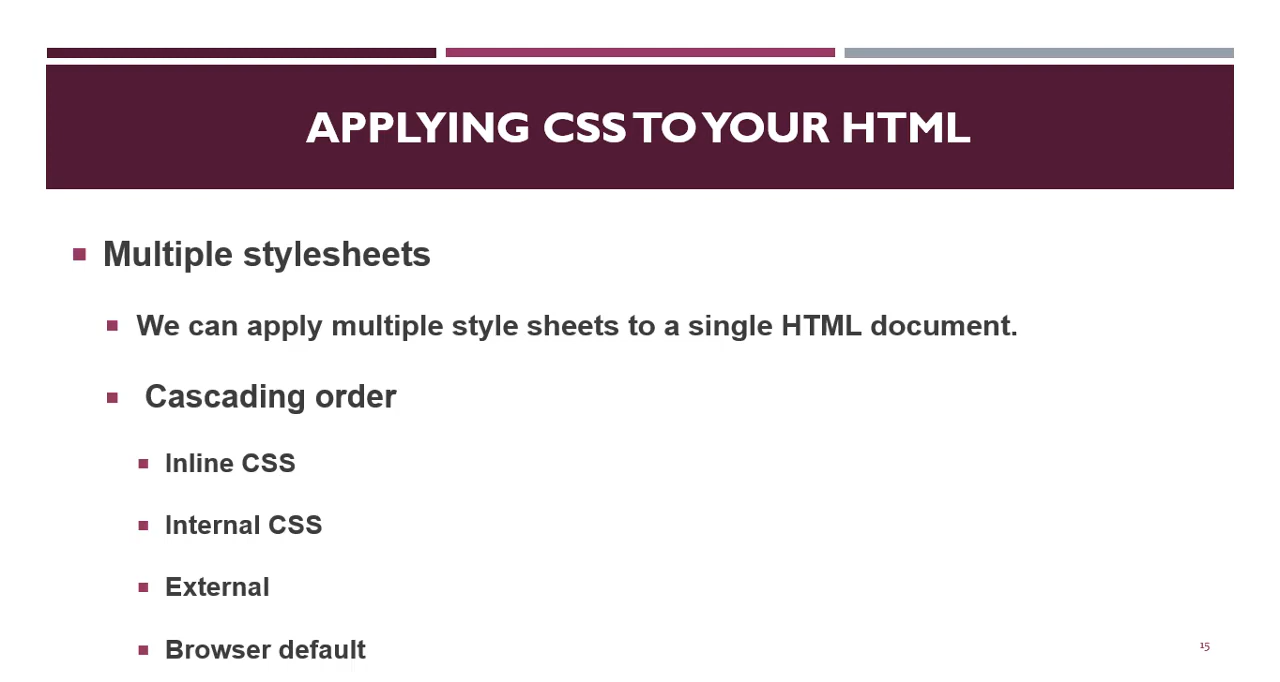 APPLYING CSS TO YOUR HTML
Multiple stylesheets
We can apply multiple style sheets to a single HTML document.
Cascading order
Inline CSS
Internal CSS
External
Browser default
15